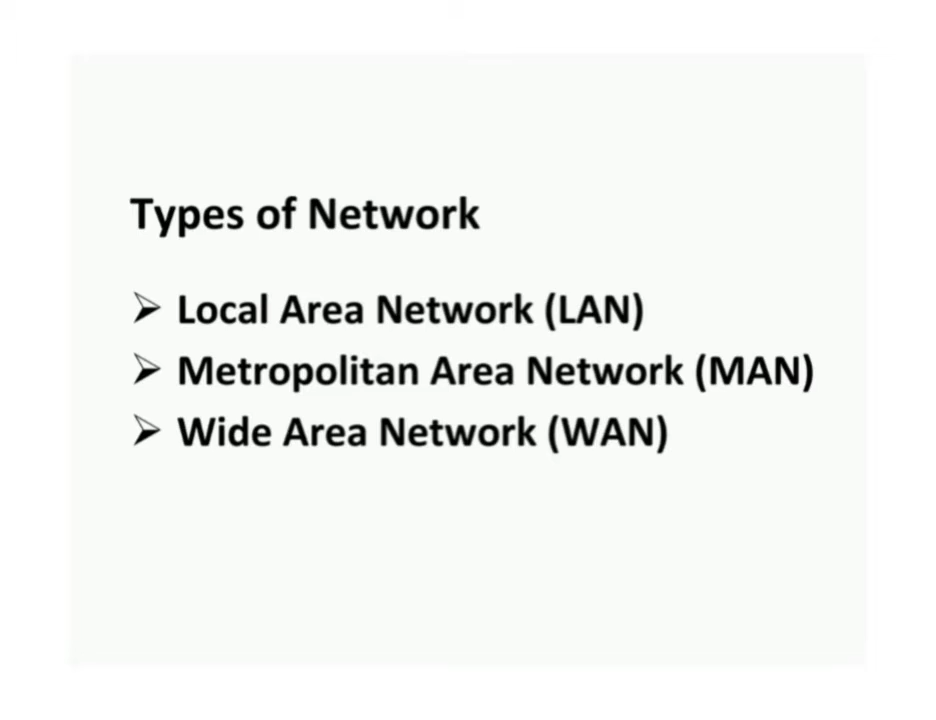 Types of Network
➢ Local Area Network (LAN)
➢ Metropolitan Area Network (MAN)
➢ Wide Area Network (WAN)